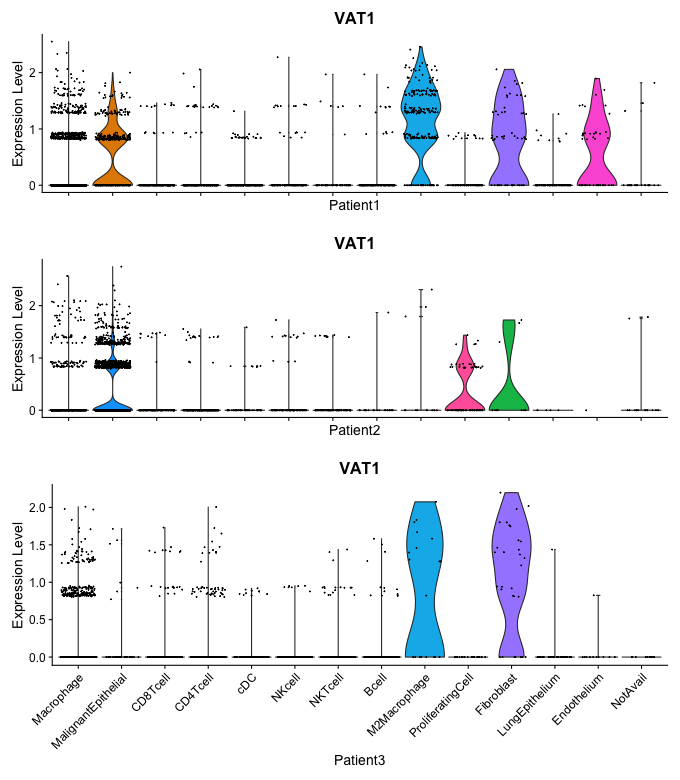 VAT1
Expression Level
2
1
0
Patient1
VAT1
Expression Level
2
1
0
Patient2
VAT1
Expression Level
2.0
1.5
1.0
0.5
0.0
Macrophage
MalignantEpithelial
CD8Tcell
CD4Tcell
cDC
NKcell
NKTcell
Bcell
M2Macrophage
ProliferatingCell
Fibroblast
LungEpithelium
Endothelium
NotAvail
Patient3